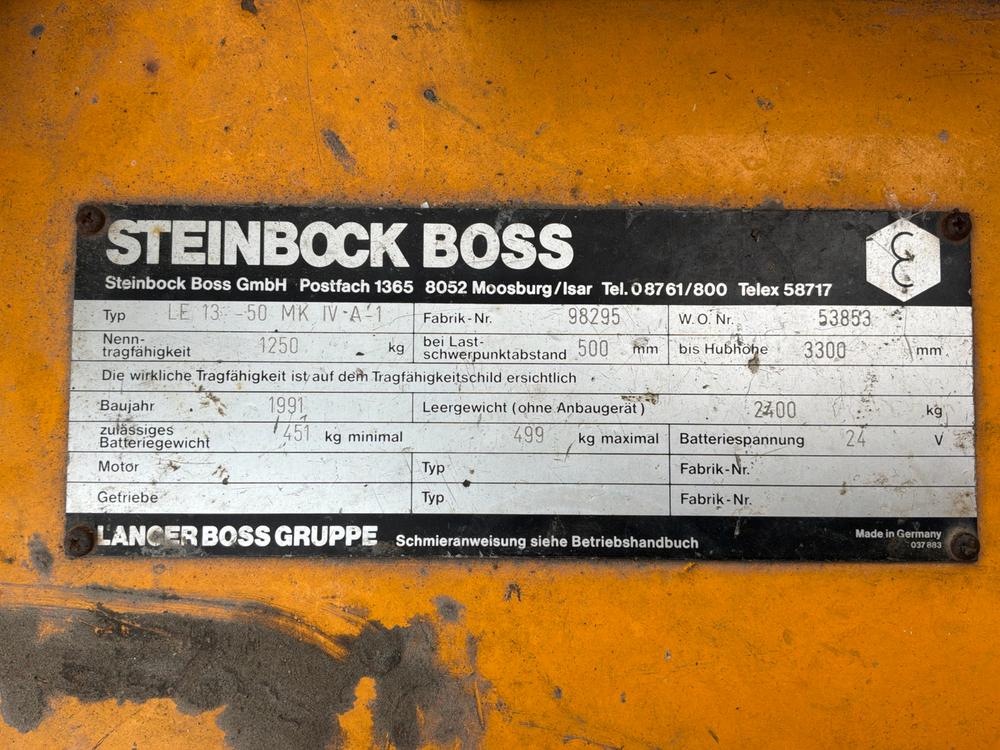 STEINBOCK BOSS
Steinbock Boss GmbH Postfach 1365 8052 Moosburg/Isar Tel. 08761/800 Telex 58717
Typ LE 13 -50 MK IV-A-1 Fabrik-Nr. 98295 W.O. Nr. 53853
Nenn-
tragfähigkeit 1250 kg bei Last-
schwerpunktabstand 500 mm bis Hubhöhe 3300 mm
Die wirkliche Tragfähigkeit ist auf dem Tragfähigkeitschild ersichtlich
Baujahr 1991 Leergewicht (ohne Anbaugerät) 2400 kg
zulässiges
Batteriegewicht 451 kg minimal 499 kg maximal Batteriespannung 24 V
Motor Typ Fabrik-Nr.
Getriebe Typ Fabrik-Nr.
LANCER BOSS GRUPPE Schmieranweisung siehe Betriebshandbuch
Made in Germany
037 883